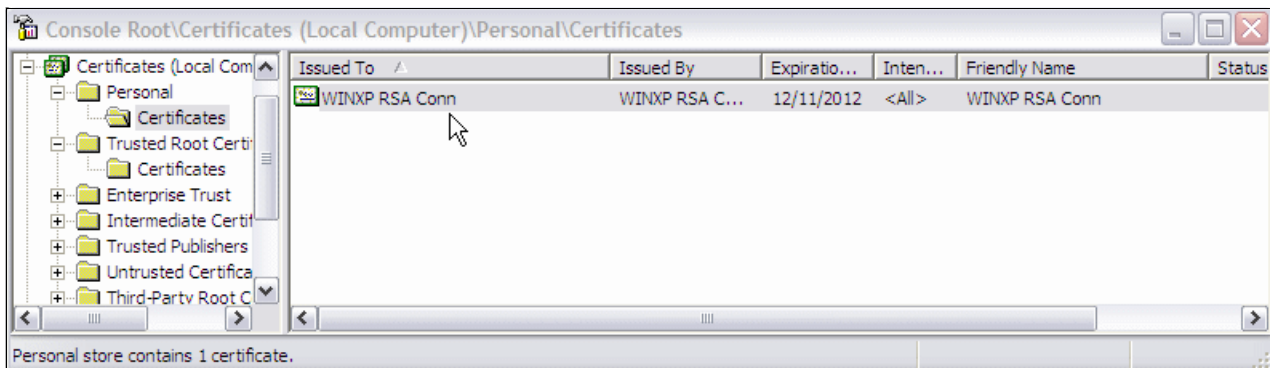 Console Root\Certificates (Local Computer)\Personal\Certificates
Certificates (Local Com
Personal
Certificates
Trusted Root Certi
Certificates
Enterprise Trust
Intermediate Certif
Trusted Publishers
Untrusted Certifica
Third-Party Root C
Issued To Issued By Expiratio... Inten... Friendly Name Status
WINXP RSA Conn WINXP RSA C... 12/11/2012 <All> WINXP RSA Conn
Personal store contains 1 certificate.